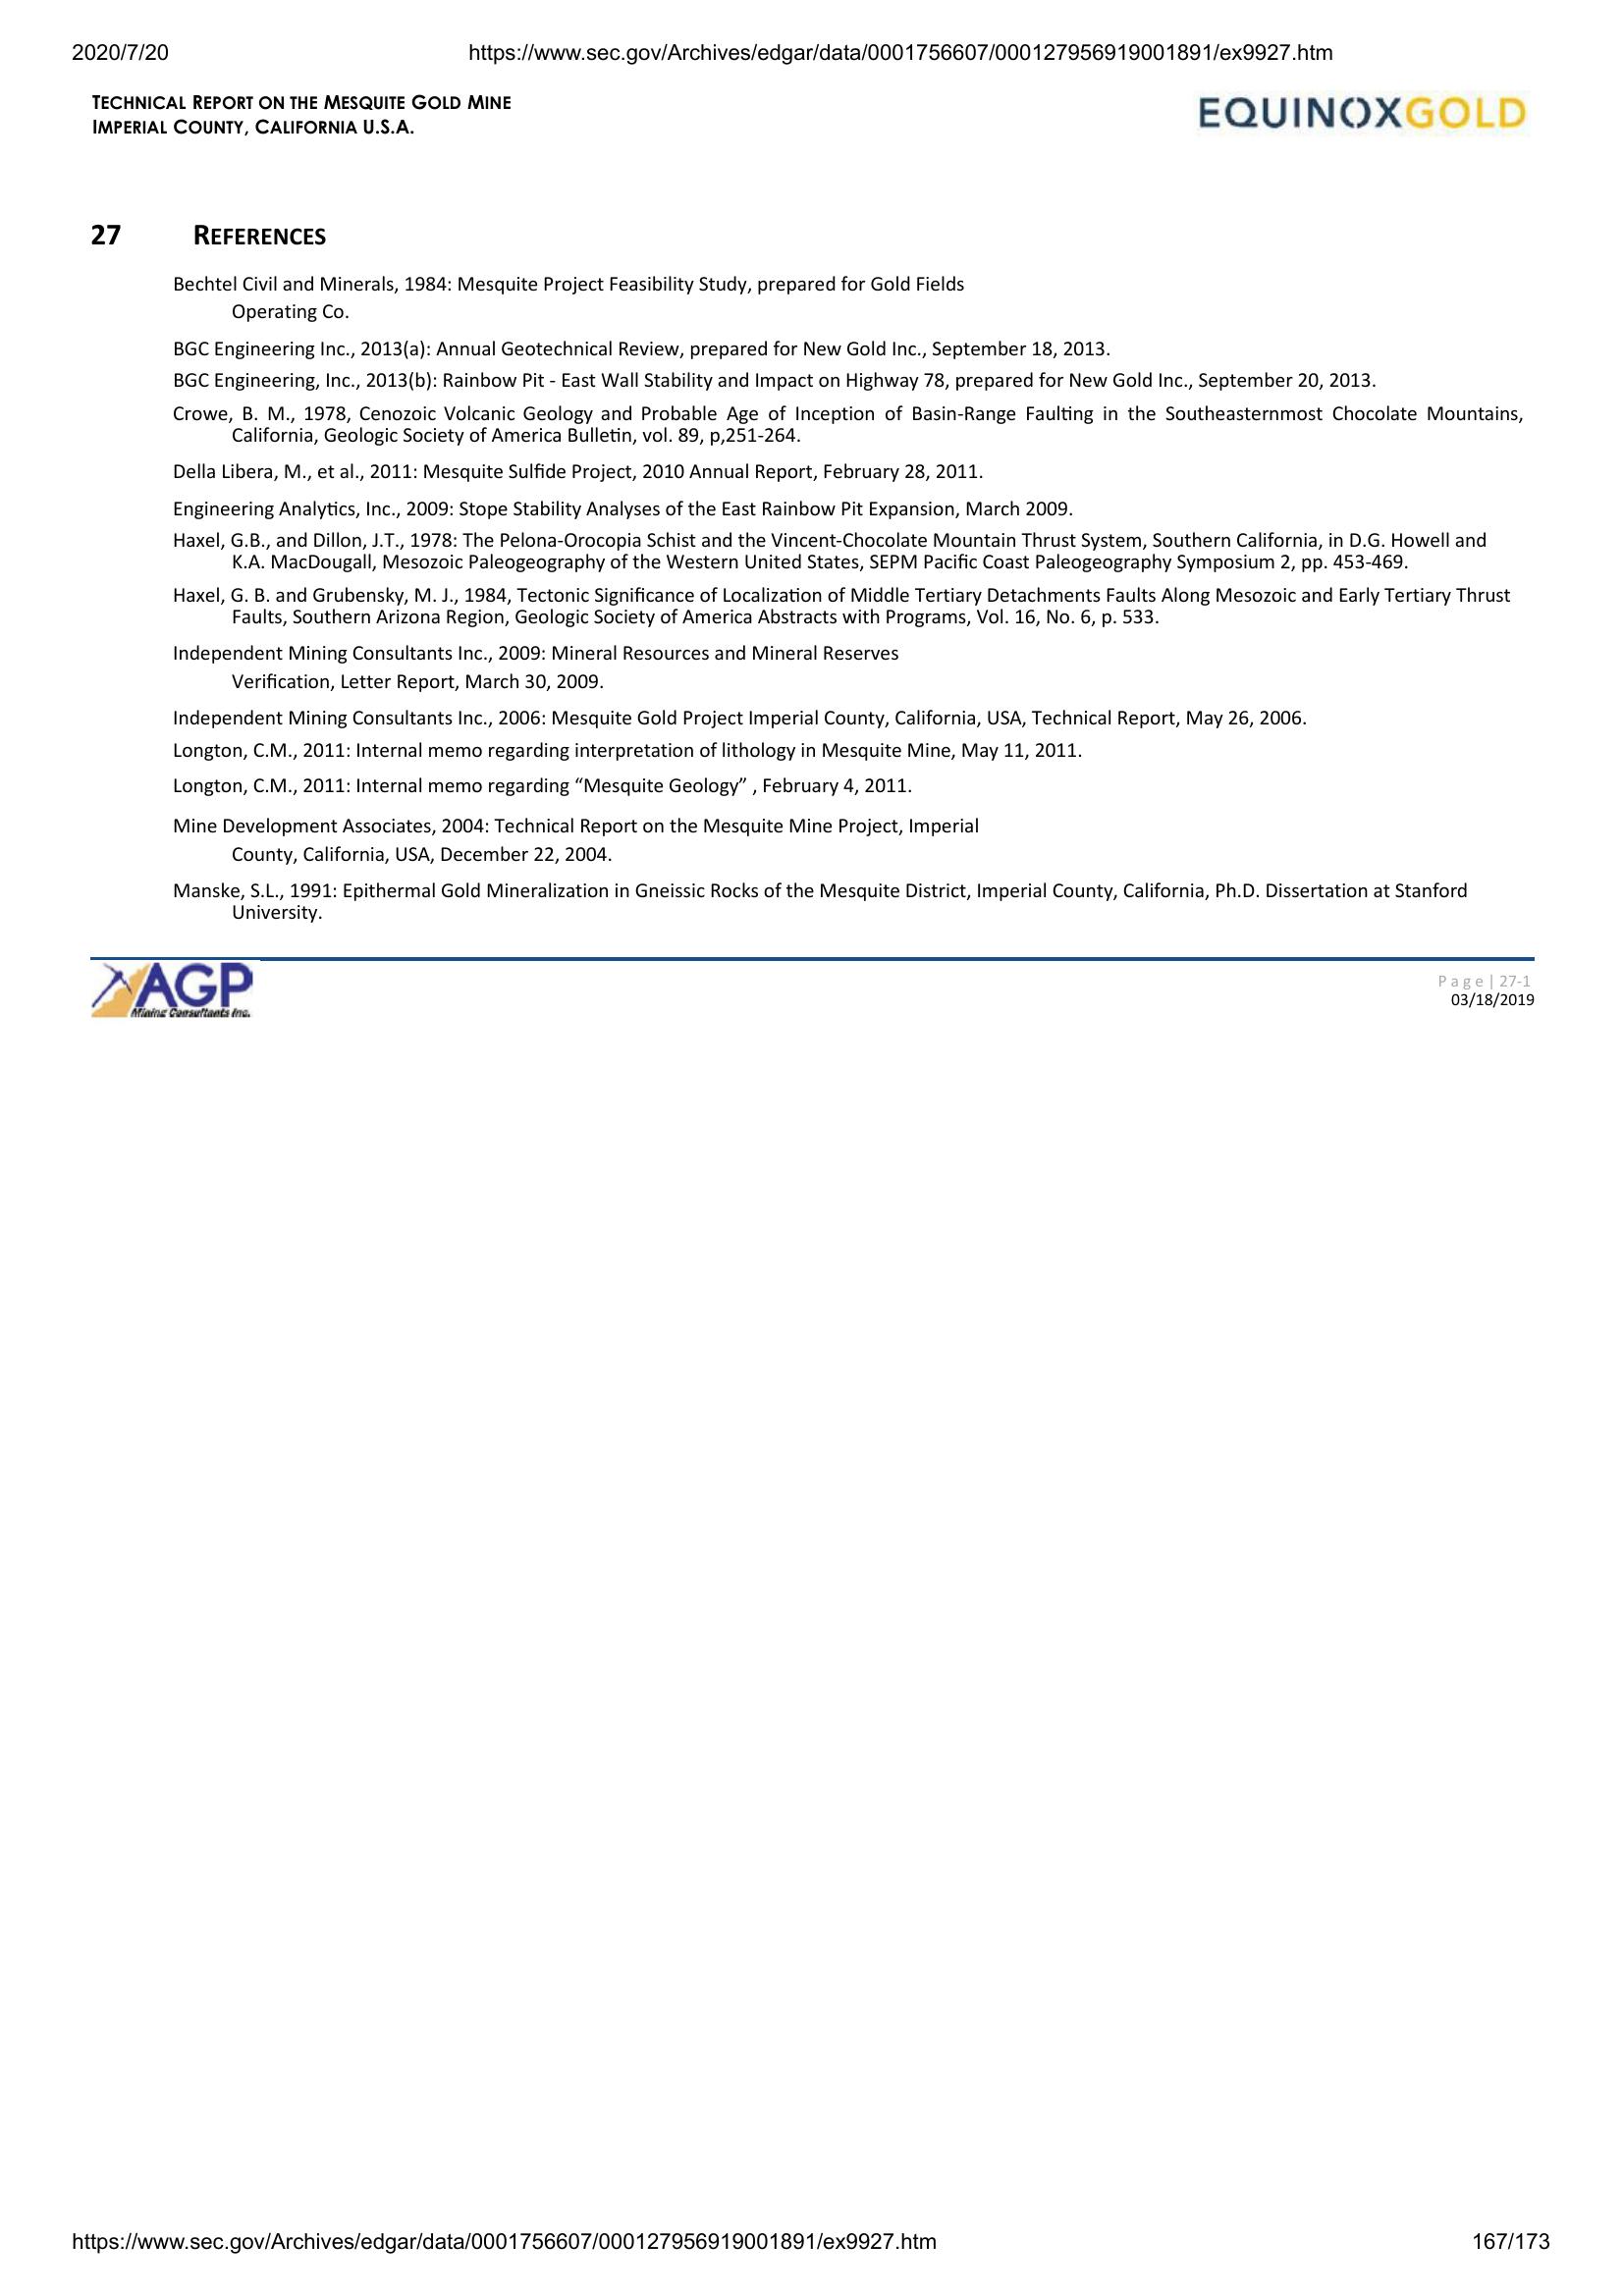 2020/7/20 https://www.sec.gov/Archives/edgar/data/0001756607/000127956919001891/ex9927.htm
TECHNICAL REPORT ON THE MESQUITE GOLD MINE
IMPERIAL COUNTY, CALIFORNIA U.S.A.
EQUINOXGOLD
27 REFERENCES
Bechtel Civil and Minerals, 1984: Mesquite Project Feasibility Study, prepared for Gold Fields
Operating Co.
BGC Engineering Inc., 2013(a): Annual Geotechnical Review, prepared for New Gold Inc., September 18, 2013.
BGC Engineering, Inc., 2013(b): Rainbow Pit - East Wall Stability and Impact on Highway 78, prepared for New Gold Inc., September 20, 2013.
Crowe, B. M., 1978, Cenozoic Volcanic Geology and Probable Age of Inception of Basin-Range Faulting in the Southeasternmost Chocolate Mountains,
California, Geologic Society of America Bulletin, vol. 89, p,251-264.
Della Libera, M., et al., 2011: Mesquite Sulfide Project, 2010 Annual Report, February 28, 2011.
Engineering Analytics, Inc., 2009: Stope Stability Analyses of the East Rainbow Pit Expansion, March 2009.
Haxel, G.B., and Dillon, J.T., 1978: The Pelona-Orocopia Schist and the Vincent-Chocolate Mountain Thrust System, Southern California, in D.G. Howell and
K.A. MacDougall, Mesozoic Paleogeography of the Western United States, SEPM Pacific Coast Paleogeography Symposium 2, pp. 453-469.
Haxel, G. B. and Grubensky, M. J., 1984, Tectonic Significance of Localization of Middle Tertiary Detachments Faults Along Mesozoic and Early Tertiary Thrust
Faults, Southern Arizona Region, Geologic Society of America Abstracts with Programs, Vol. 16, No. 6, p. 533.
Independent Mining Consultants Inc., 2009: Mineral Resources and Mineral Reserves
Verification, Letter Report, March 30, 2009.
Independent Mining Consultants Inc., 2006: Mesquite Gold Project Imperial County, California, USA, Technical Report, May 26, 2006.
Longton, C.M., 2011: Internal memo regarding interpretation of lithology in Mesquite Mine, May 11, 2011.
Longton, C.M., 2011: Internal memo regarding “Mesquite Geology” , February 4, 2011.
Mine Development Associates, 2004: Technical Report on the Mesquite Mine Project, Imperial
County, California, USA, December 22, 2004.
Manske, S.L., 1991: Epithermal Gold Mineralization in Gneissic Rocks of the Mesquite District, Imperial County, California, Ph.D. Dissertation at Stanford
University.
AGP
Mining Consultants Inc.
Page | 27-1
03/18/2019
https://www.sec.gov/Archives/edgar/data/0001756607/000127956919001891/ex9927.htm 167/173